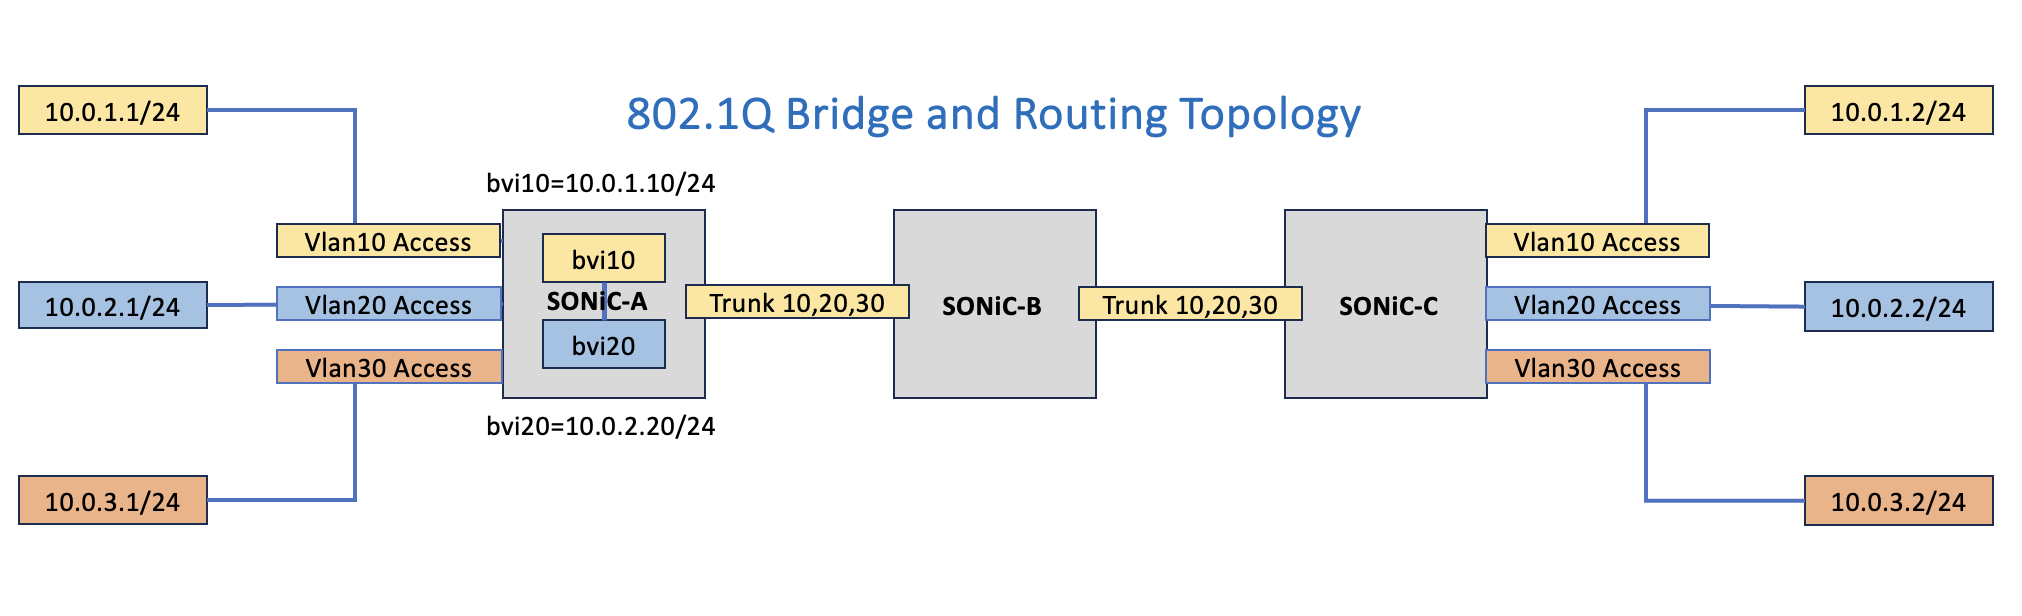 802.1Q Bridge and Routing Topology
10.0.1.1/24
10.0.1.2/24
bvi10=10.0.1.10/24
Vlan10 Access
bvi10
Vlan10 Access
10.0.2.1/24
Vlan20 Access
SONiC-A
Trunk 10,20,30
SONiC-B
Trunk 10,20,30
SONiC-C
Vlan20 Access
10.0.2.2/24
bvi20
Vlan30 Access
Vlan30 Access
bvi20=10.0.2.20/24
10.0.3.1/24
10.0.3.2/24